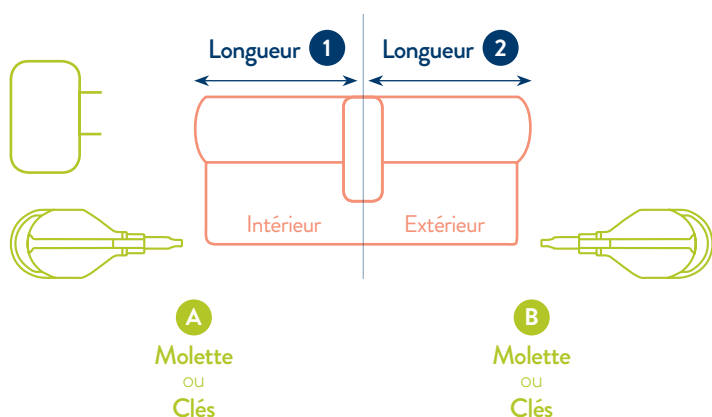 Longueur 1
Longueur 2
Intérieur
Extérieur
A
Molette
ou
Clés
B
Molette
ou
Clés